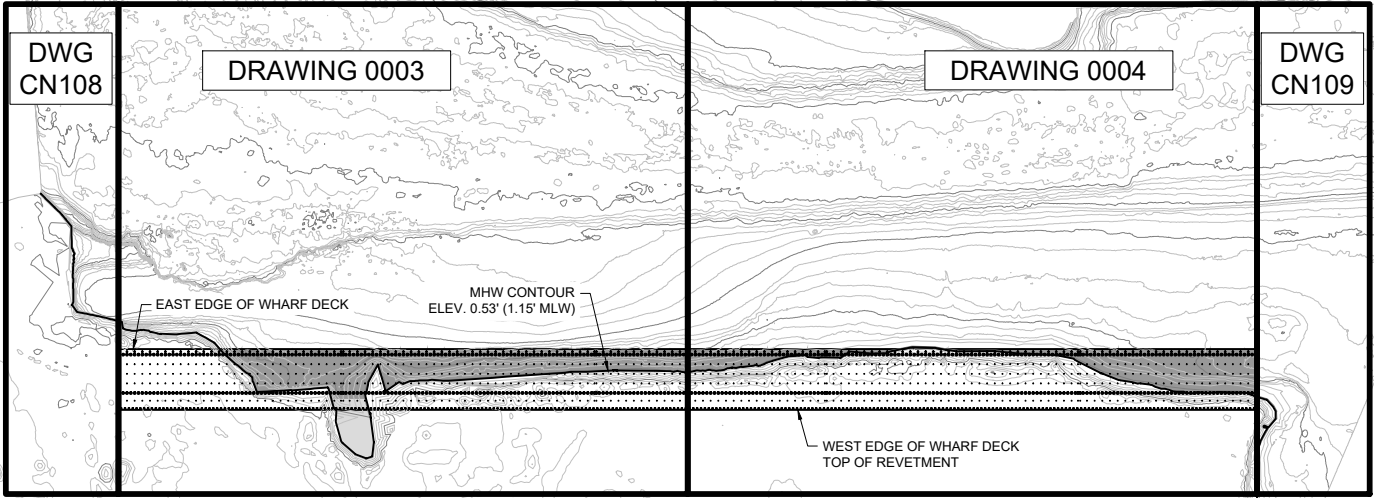 DWG
CN108
DRAWING 0003
DRAWING 0004
DWG
CN109
EAST EDGE OF WHARF DECK
MHW CONTOUR
ELEV. 0.53' (1.15' MLW)
WEST EDGE OF WHARF DECK
TOP OF REVETMENT